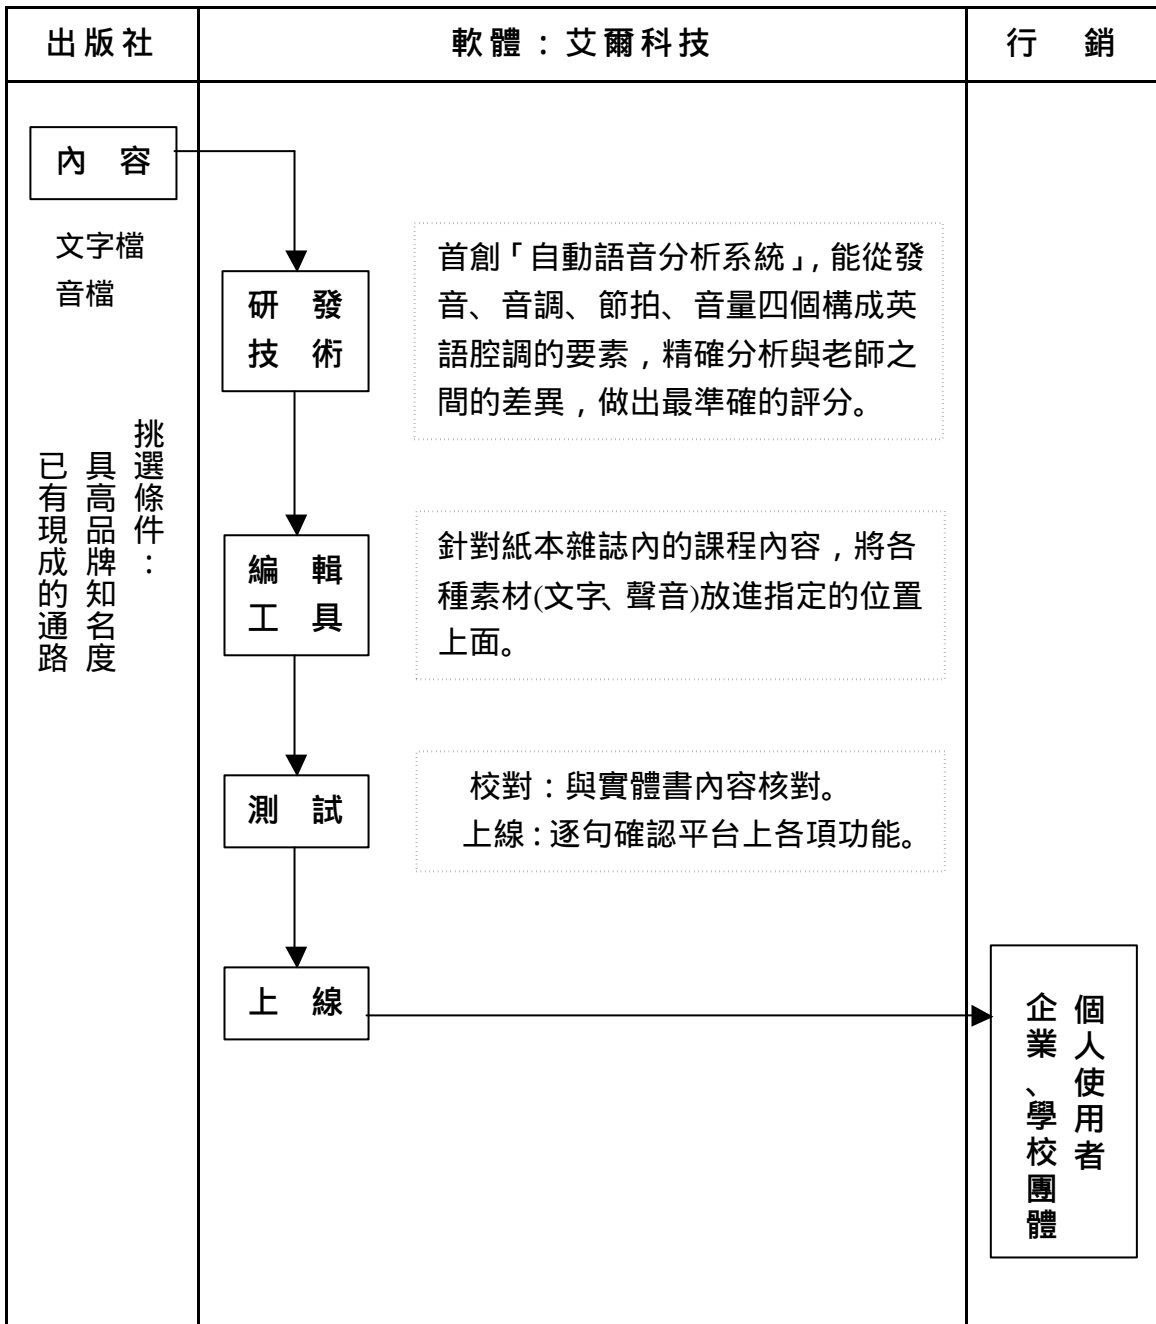 出版社
軟體：艾爾科技
行　銷
內　容
文字檔
音檔
挑選條件：
具高品牌知名度
已有現成的通路
研　發
技　術
首創「自動語音分析系統」，能從發
音、音調、節拍、音量四個構成英
語腔調的要素，精確分析與老師之
間的差異，做出最準確的評分。
編　輯
工　具
針對紙本雜誌內的課程內容，將各
種素材(文字、聲音)放進指定的位置
上面。
測　試
校對：與實體書內容核對。
上線：逐句確認平台上各項功能。
上　線
個人使用者
企業、學校團體